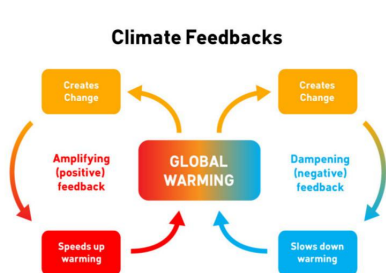 Climate Feedbacks
Creates
Change
Creates
Change
Amplifying
(positive)
feedback
GLOBAL
WARMING
Dampening
(negative)
feedback
Speeds up
warming
Slows down
warming